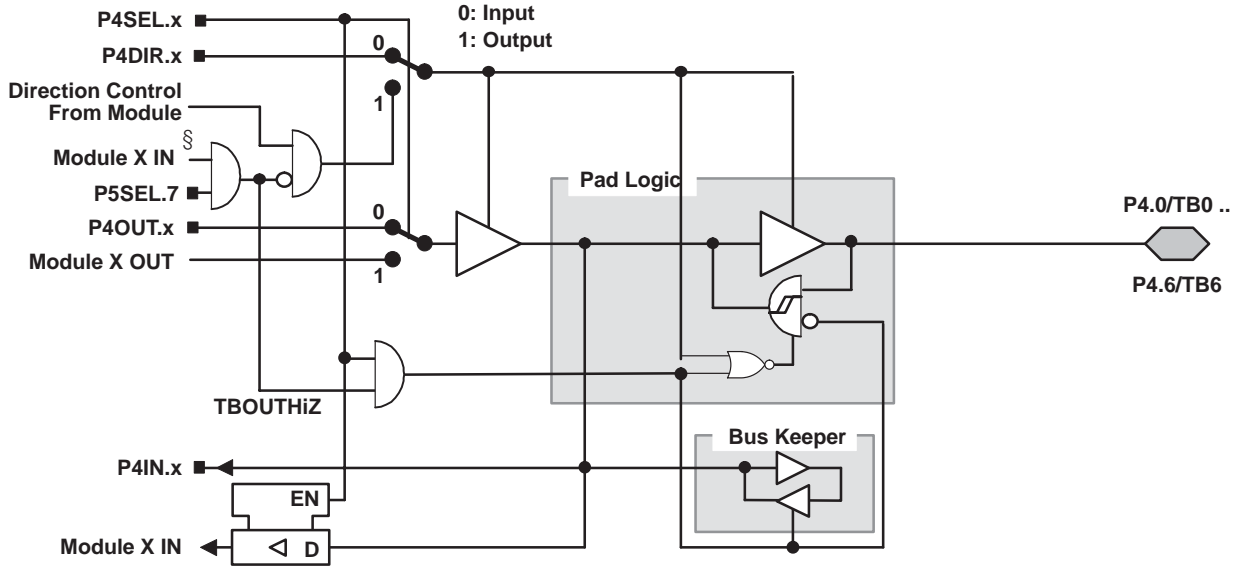 P4SEL.x
0: Input
1: Output
P4DIR.x
0
Direction Control
From Module
1
§
Module X IN
P5SEL.7
Pad Logic
P4OUT.x
0
P4.0/TB0 ..
Module X OUT
1
P4.6/TB6
TBOUTHiZ
Bus Keeper
P4IN.x
EN
Module X IN
D